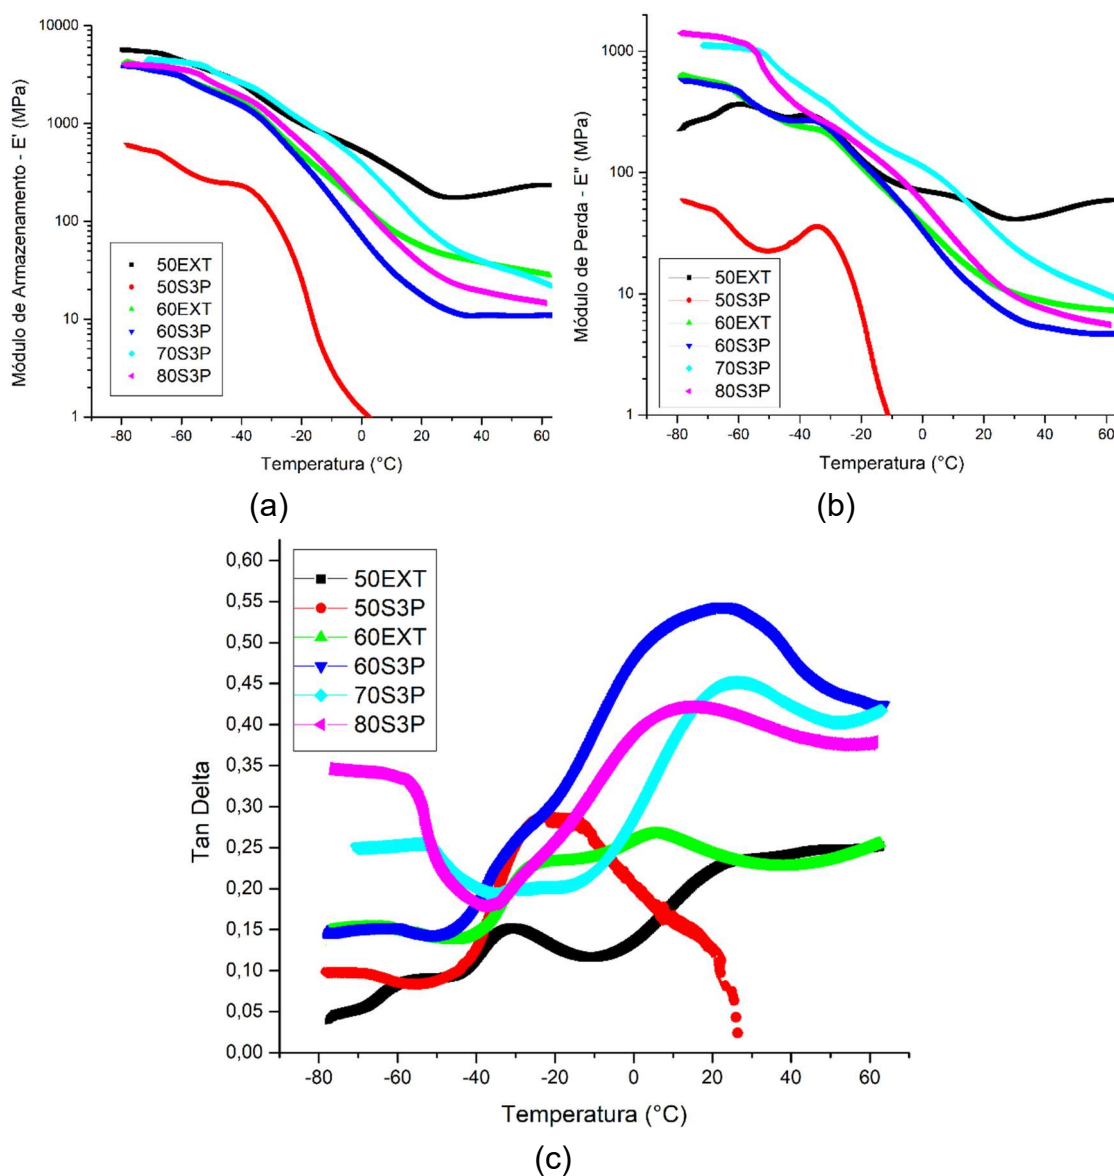 Módulo de Armazenamento - E' (MPa)
10000
1000
100
10
1
50EXT
50S3P
60EXT
60S3P
70S3P
80S3P
-80 -60 -40 -20 0 20 40 60
Temperatura (°C)
(a)
Módulo de Perda - E" (MPa)
1000
100
10
1
50EXT
50S3P
60EXT
60S3P
70S3P
80S3P
-80 -60 -40 -20 0 20 40 60
Temperatura (°C)
(b)
Tan Delta
0,60
0,55
0,50
0,45
0,40
0,35
0,30
0,25
0,20
0,15
0,10
0,05
0,00
50EXT
50S3P
60EXT
60S3P
70S3P
80S3P
-80 -60 -40 -20 0 20 40 60
Temperatura (°C)
(c)